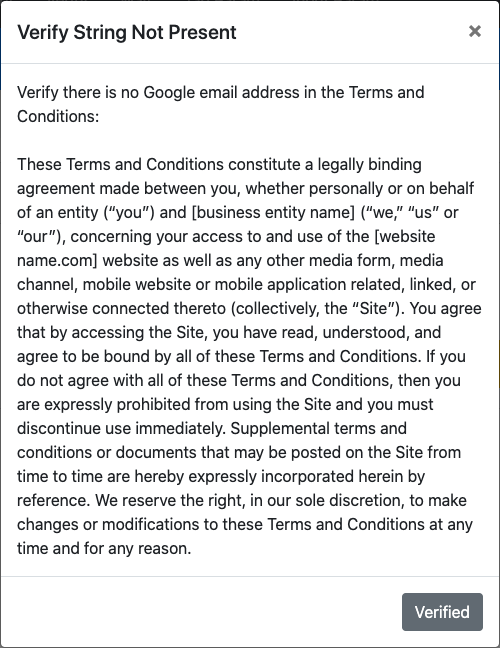 Verify String Not Present
×
Verify there is no Google email address in the Terms and
Conditions:
These Terms and Conditions constitute a legally binding
agreement made between you, whether personally or on behalf
of an entity (“you”) and [business entity name] (“we,” “us” or
“our”), concerning your access to and use of the [website
name.com] website as well as any other media form, media
channel, mobile website or mobile application related, linked, or
otherwise connected thereto (collectively, the “Site”). You agree
that by accessing the Site, you have read, understood, and
agree to be bound by all of these Terms and Conditions. If you
do not agree with all of these Terms and Conditions, then you
are expressly prohibited from using the Site and you must
discontinue use immediately. Supplemental terms and
conditions or documents that may be posted on the Site from
time to time are hereby expressly incorporated herein by
reference. We reserve the right, in our sole discretion, to make
changes or modifications to these Terms and Conditions at any
time and for any reason.
Verified